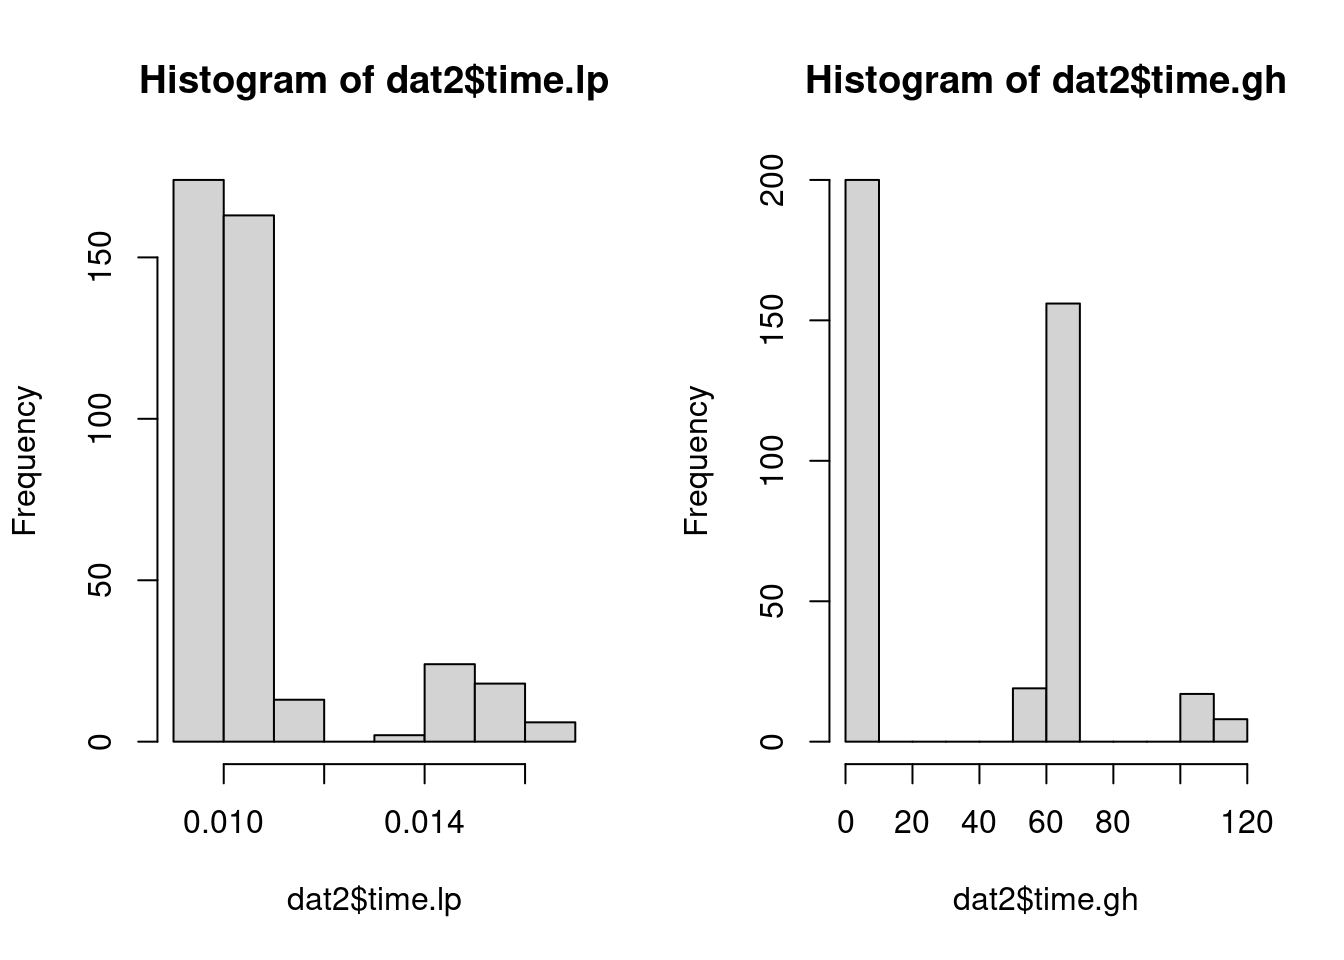 Histogram of dat2$time.lp
Frequency
150
100
50
0
0.010
0.014
dat2$time.lp
Histogram of dat2$time.gh
Frequency
200
150
100
50
0
0
20
40
60
80
120
dat2$time.gh